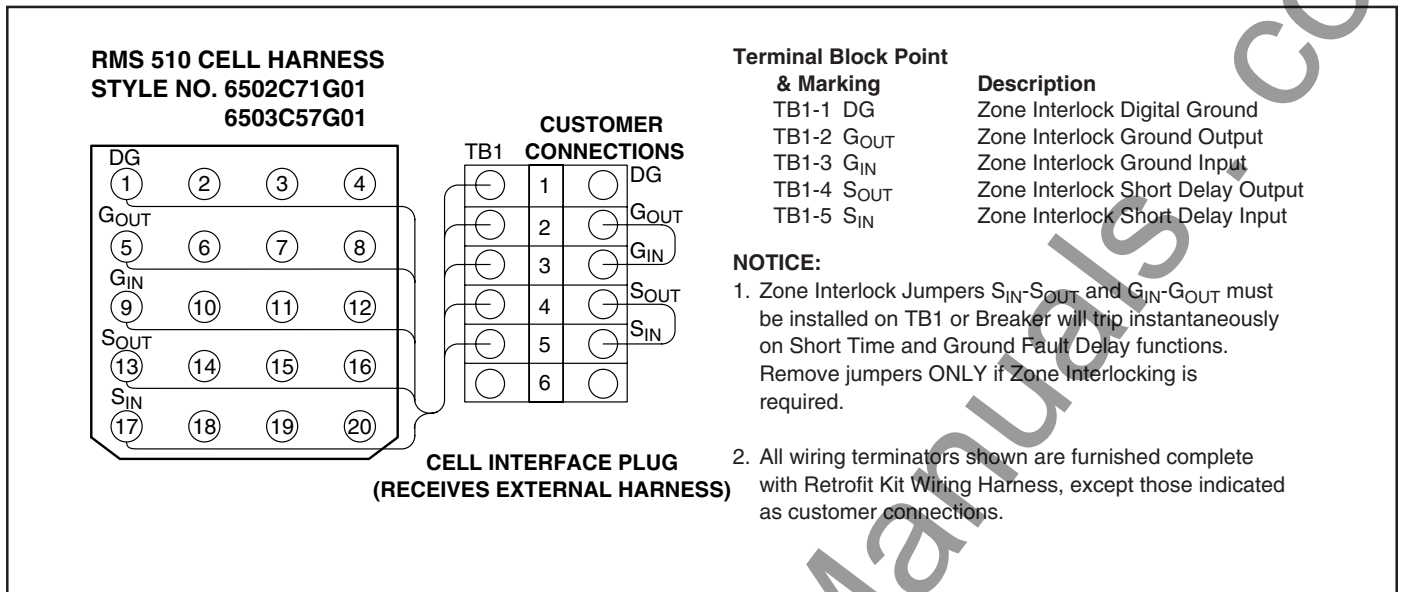 RMS 510 CELL HARNESS
STYLE NO. 6502C71G01
6503C57G01
DG
1 2 3 4
GOUT
5 6 7 8
GIN
9 10 11 12
SOUT
13 14 15 16
SIN
17 18 19 20
CUSTOMER
TB1 CONNECTIONS
1 DG
2 GOUT
3 GIN
4 SOUT
5 SIN
6
CELL INTERFACE PLUG
(RECEIVES EXTERNAL HARNESS)
Terminal Block Point
& Marking Description
TB1-1 DG Zone Interlock Digital Ground
TB1-2 GOUT Zone Interlock Ground Output
TB1-3 GIN Zone Interlock Ground Input
TB1-4 SOUT Zone Interlock Short Delay Output
TB1-5 SIN Zone Interlock Short Delay Input
NOTICE:
1. Zone Interlock Jumpers SIN-SOUT and GIN-GOUT must
be installed on TB1 or Breaker will trip instantaneously
on Short Time and Ground Fault Delay functions.
Remove jumpers ONLY if Zone Interlocking is
required.
2. All wiring terminators shown are furnished complete
with Retrofit Kit Wiring Harness, except those indicated
as customer connections.
Manuals . co